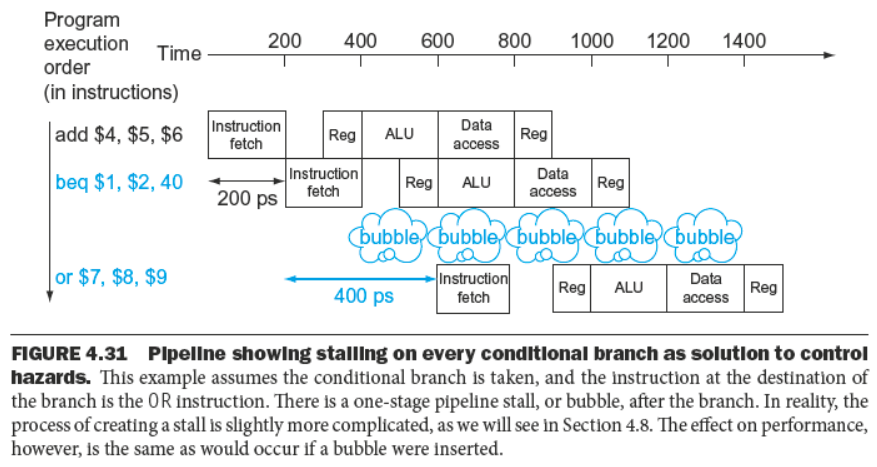 Program
execution
order
(in instructions)
Time
200 400 600 800 1000 1200 1400
add $4, $5, $6
Instruction
fetch
Reg
ALU
Data
access
Reg
beq $1, $2, 40
200 ps
Instruction
fetch
Reg
ALU
Data
access
Reg
bubble bubble bubble bubble bubble
or $7, $8, $9
400 ps
Instruction
fetch
Reg
ALU
Data
access
Reg
FIGURE 4.31 Pipeline showing stalling on every conditional branch as solution to control
hazards. This example assumes the conditional branch is taken, and the instruction at the destination of
the branch is the OR instruction. There is a one-stage pipeline stall, or bubble, after the branch. In reality, the
process of creating a stall is slightly more complicated, as we will see in Section 4.8. The effect on performance,
however, is the same as would occur if a bubble were inserted.